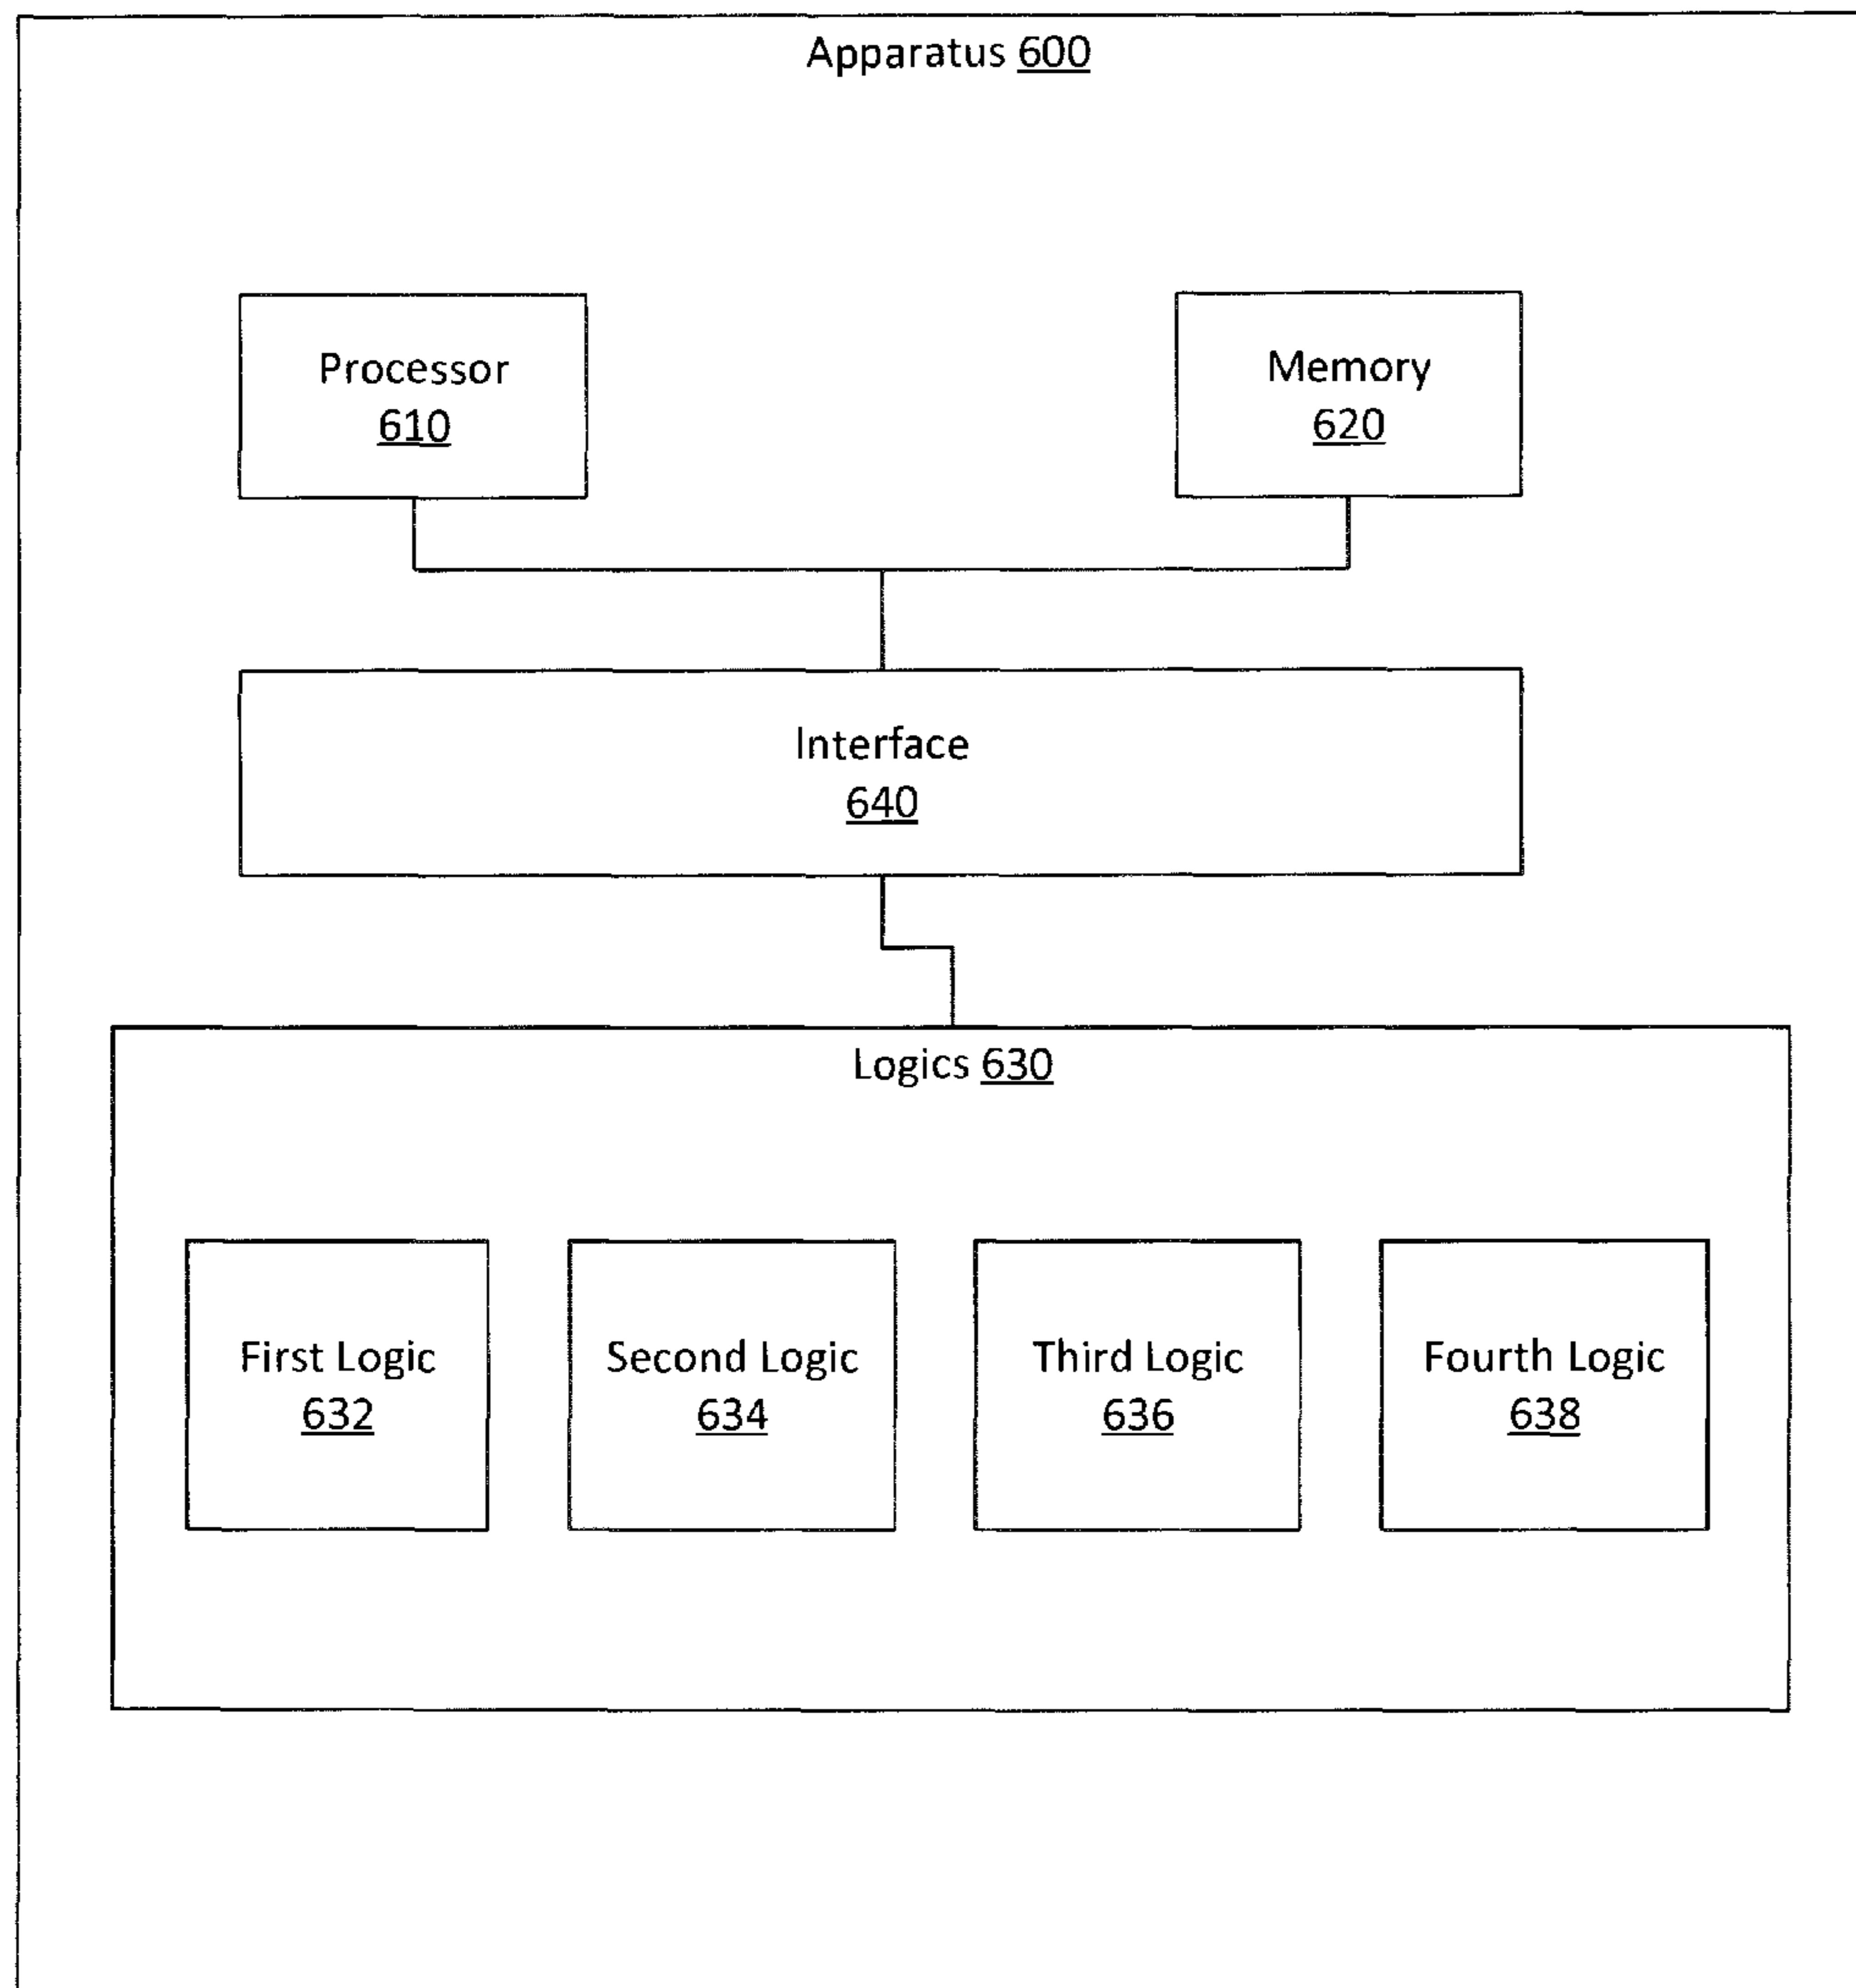 Apparatus 600
Processor
610
Memory
620
Interface
640
Logics 630
First Logic
632
Second Logic
634
Third Logic
636
Fourth Logic
638